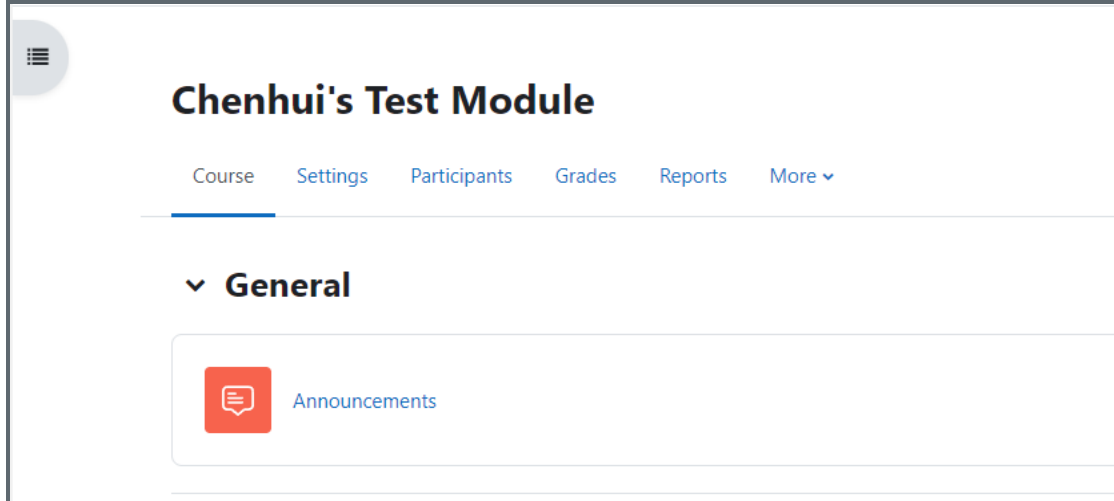 Chenhui's Test Module
Course Settings Participants Grades Reports More
General
Announcements